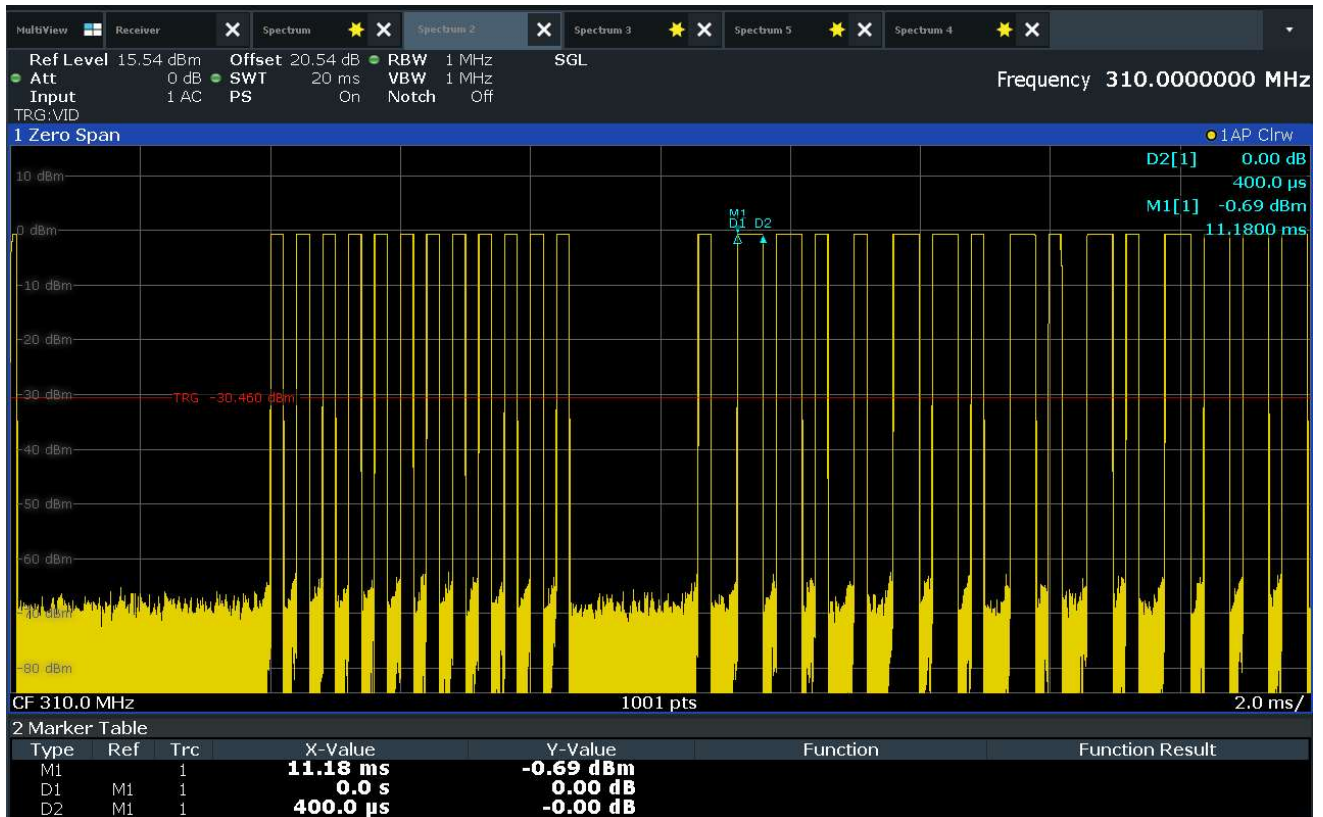 MultiView Receiver Spectrum Spectrum 2 Spectrum 3 Spectrum 5 Spectrum 4
Ref Level 15.54 dBm Offset 20.54 dB RBW 1 MHz SGL
Att 0 dB SWT 20 ms VBW 1 MHz
Input 1 AC PS On Notch Off
Frequency 310.0000000 MHz
TRG:VID
1 Zero Span 1AP Clrw
D2[1] 0.00 dB
400.0 µs
M1[1] -0.69 dBm
11.1800 ms
10 dBm
M1
D1 D2
0 dBm
-10 dBm
-20 dBm
-30 dBm
TRG -30.460 dBm
-40 dBm
-50 dBm
-60 dBm
-70 dBm
-80 dBm
CF 310.0 MHz 1001 pts 2.0 ms/
2 Marker Table
Type Ref Trc X-Value Y-Value Function Function Result
M1 1 11.18 ms -0.69 dBm
D1 M1 1 0.0 s 0.00 dB
D2 M1 1 400.0 µs -0.00 dB